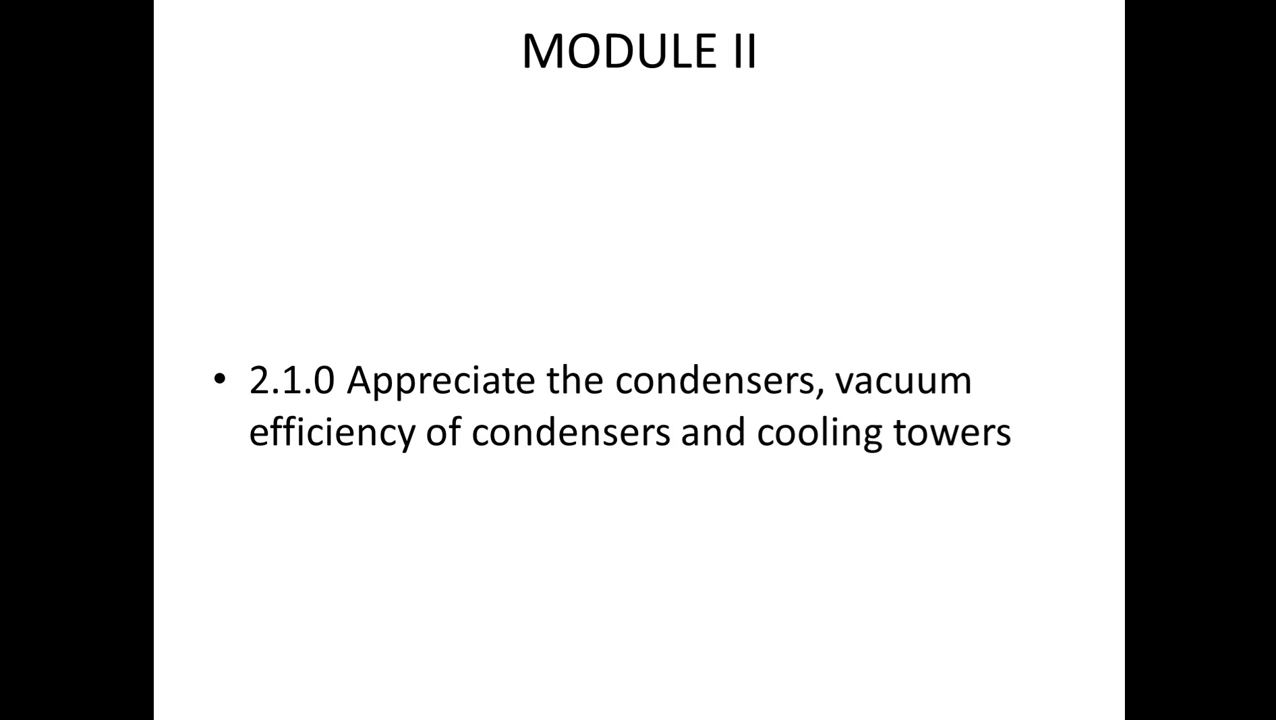 MODULE II
• 2.1.0 Appreciate the condensers, vacuum
efficiency of condensers and cooling towers